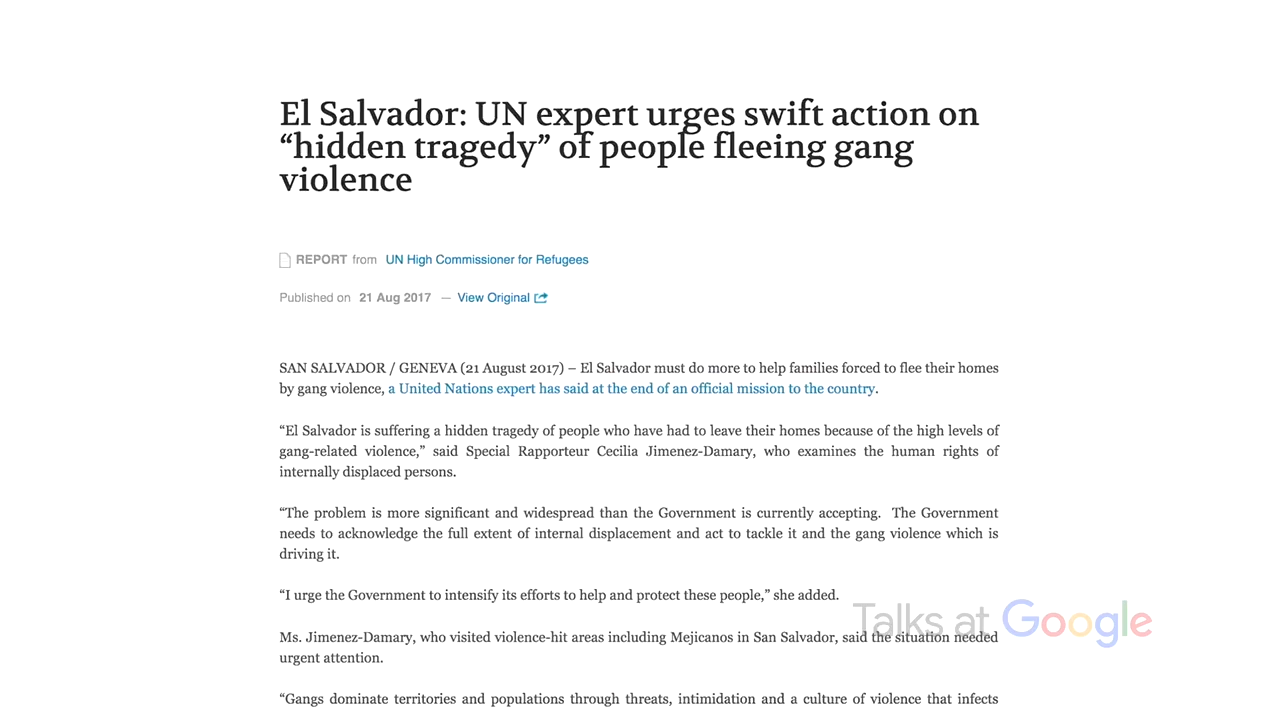 El Salvador: UN expert urges swift action on
“hidden tragedy” of people fleeing gang
violence
REPORT from UN High Commissioner for Refugees
Published on 21 Aug 2017 — View Original
SAN SALVADOR / GENEVA (21 August 2017) – El Salvador must do more to help families forced to flee their homes
by gang violence, a United Nations expert has said at the end of an official mission to the country.
“El Salvador is suffering a hidden tragedy of people who have had to leave their homes because of the high levels of
gang-related violence,” said Special Rapporteur Cecilia Jimenez-Damary, who examines the human rights of
internally displaced persons.
“The problem is more significant and widespread than the Government is currently accepting. The Government
needs to acknowledge the full extent of internal displacement and act to tackle it and the gang violence which is
driving it.
“I urge the Government to intensify its efforts to help and protect these people,” she added.
Talks at Google
Ms. Jimenez-Damary, who visited violence-hit areas including Mejicanos in San Salvador, said the situation needed
urgent attention.
“Gangs dominate territories and populations through threats, intimidation and a culture of violence that infects